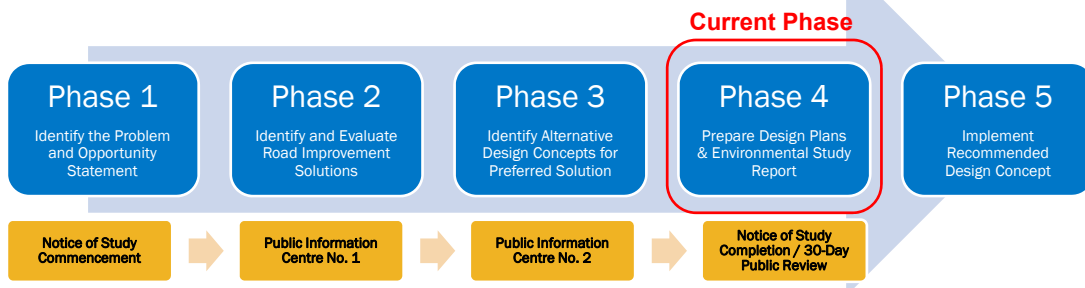 Current Phase
Phase 1
Identify the Problem
and Opportunity
Statement
Phase 2
Identify and Evaluate
Road Improvement
Solutions
Phase 3
Identify Alternative
Design Concepts for
Preferred Solution
Phase 4
Prepare Design Plans
& Environmental Study
Report
Phase 5
Implement
Recommended
Design Concept
Notice of Study
Commencement
Public Information
Centre No. 1
Public Information
Centre No. 2
Notice of Study
Completion / 30-Day
Public Review